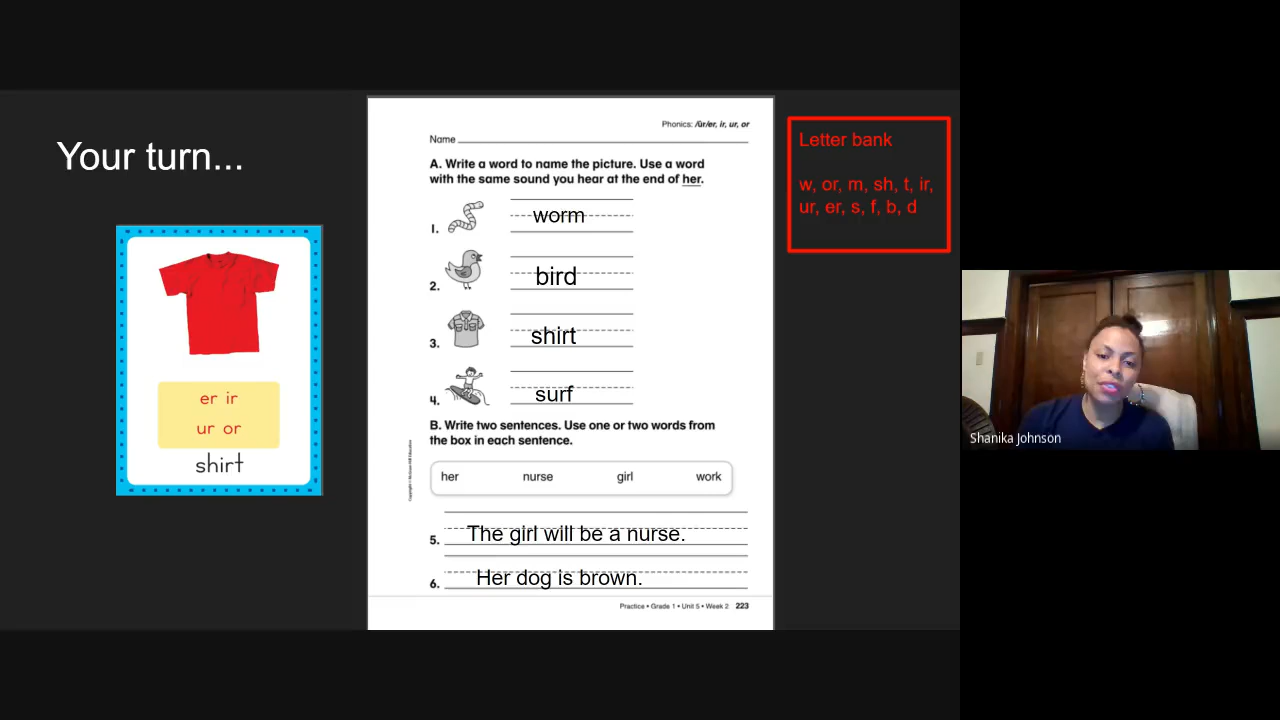 Your turn...
er ir
ur or
shirt
Phonics: /ûr/er, ir, ur, or
Name
A. Write a word to name the picture. Use a word
with the same sound you hear at the end of her.
1. worm
2. bird
3. shirt
4. surf
B. Write two sentences. Use one or two words from
the box in each sentence.
her nurse girl work
5. The girl will be a nurse.
6. Her dog is brown.
Copyright © McGraw-Hill Education
Practice • Grade 1 • Unit 5 • Week 2 223
Letter bank
w, or, m, sh, t, ir,
ur, er, s, f, b, d
Shanika Johnson